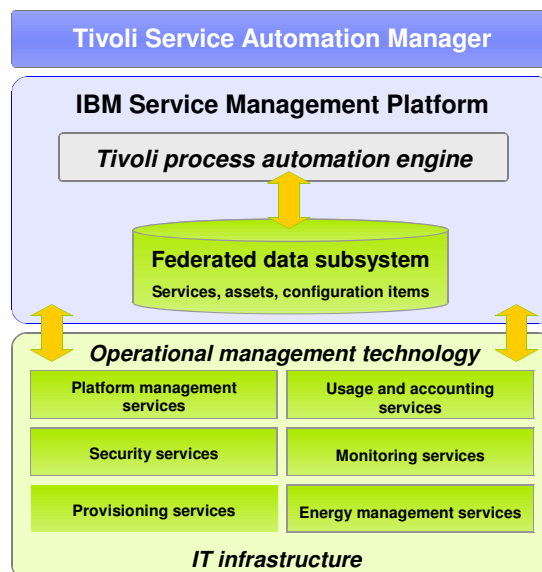 Tivoli Service Automation Manager
IBM Service Management Platform
Tivoli process automation engine
Federated data subsystem
Services, assets, configuration items
Operational management technology
Platform management
services
Usage and accounting
services
Security services
Monitoring services
Provisioning services
Energy management services
IT infrastructure